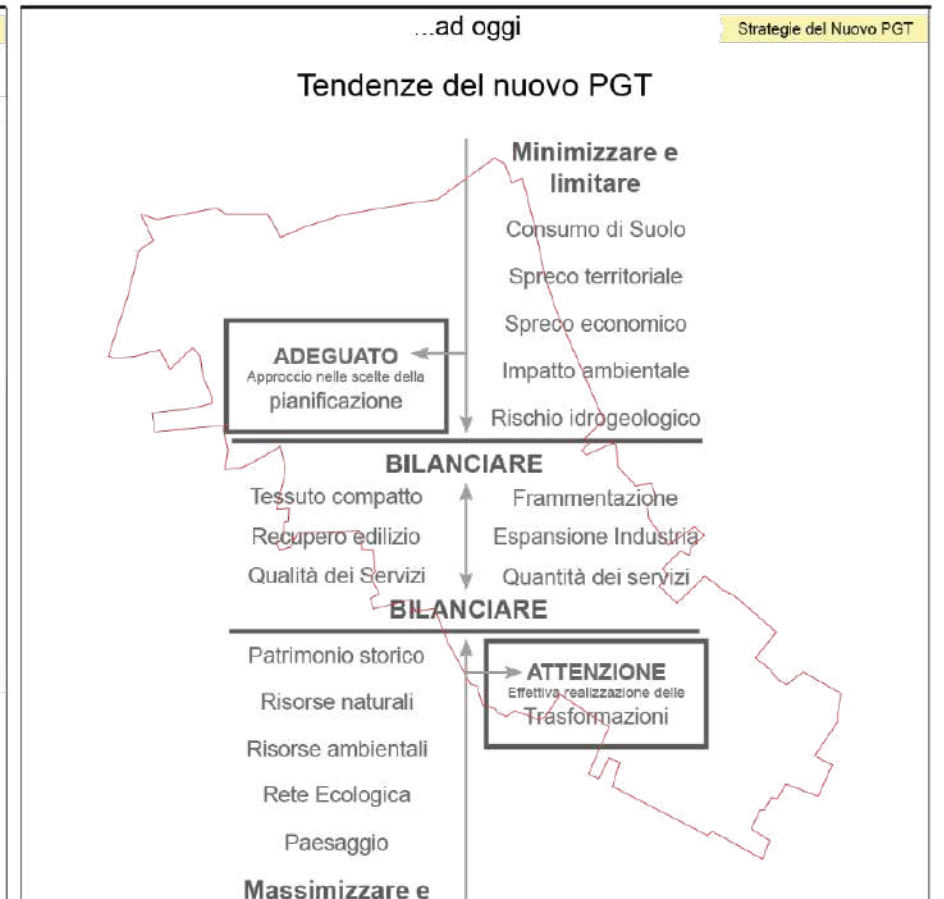 ...ad oggi
Strategie del Nuovo PGT
Tendenze del nuovo PGT
Minimizzare e
limitare
Consumo di Suolo
Spreco territoriale
Spreco economico
Impatto ambientale
Rischio idrogeologico
ADEGUATO
Approccio nelle scelte della
pianificazione
BILANCIARE
Tessuto compatto
Frammentazione
Recupero edilizio
Espansione Industria
Qualità dei Servizi
Quantità dei servizi
BILANCIARE
Patrimonio storico
Risorse naturali
Risorse ambientali
Rete Ecologica
Paesaggio
Massimizzare e
ATTENZIONE
Effettiva realizzazione delle
Trasformazioni